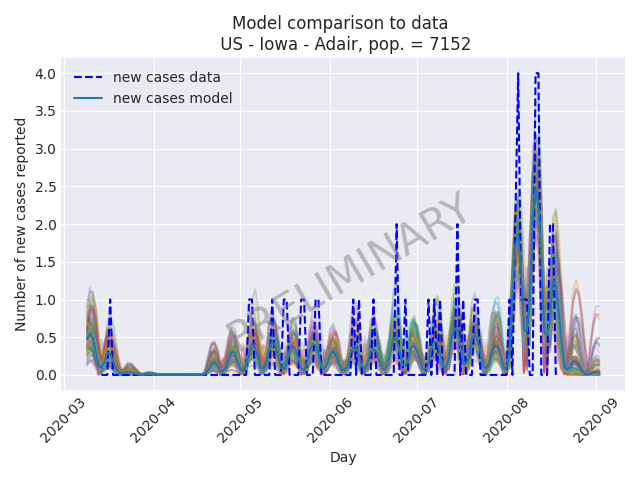 Model comparison to data
US - Iowa - Adair, pop. = 7152
new cases data
new cases model
PRELIMINARY
Number of new cases reported
4.0
3.5
3.0
2.5
2.0
1.5
1.0
0.5
0.0
2020-03
2020-04
2020-05
2020-06
2020-07
2020-08
2020-09
Day